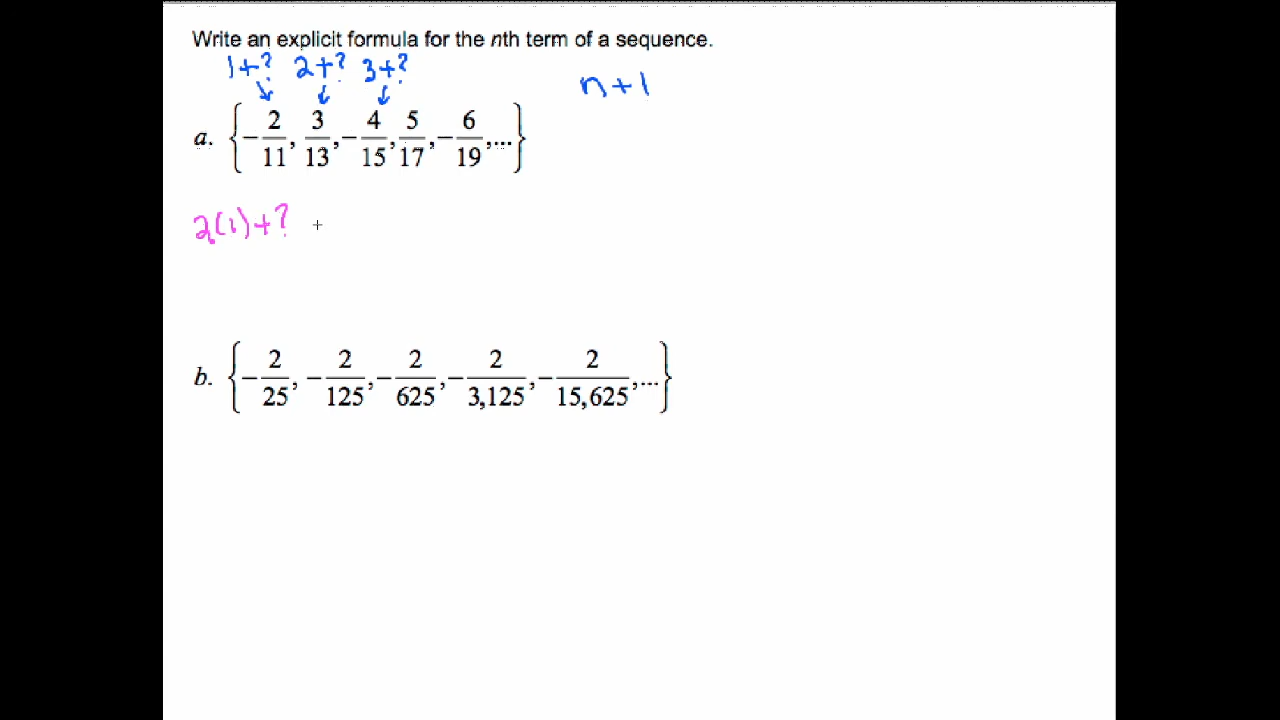 Write an explicit formula for the nth term of a sequence.
1+? 2+? 3+? n+1
a. {-2/11, 3/13, -4/15, 5/17, -6/19, ...}
2(1)+?
b. {-2/25, -2/125, -2/625, -2/3,125, -2/15,625, ...}